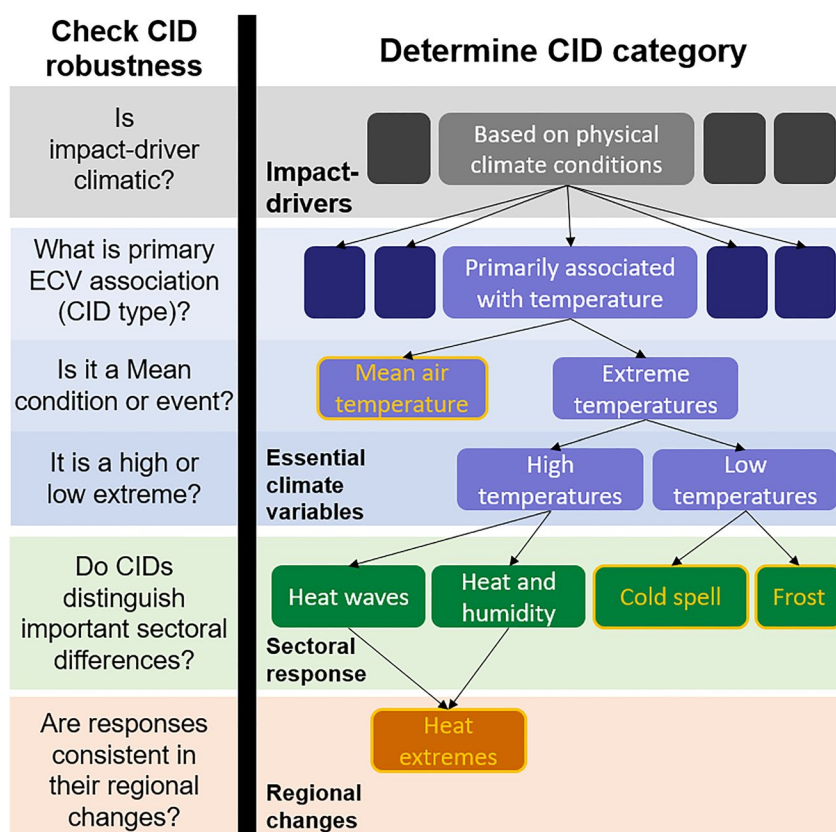 Check CID
robustness
Determine CID category
Is
impact-driver
climatic?
Based on physical
climate conditions
Impact-
drivers
What is primary
ECV association
(CID type)?
Primarily associated
with temperature
Is it a Mean
condition or event?
Mean air
temperature
Extreme
temperatures
It is a high or
low extreme?
Essential
climate
variables
High
temperatures
Low
temperatures
Do CIDs
distinguish
important sectoral
differences?
Heat waves
Heat and
humidity
Cold spell
Frost
Sectoral
response
Are responses
consistent in
their regional
changes?
Heat
extremes
Regional
changes